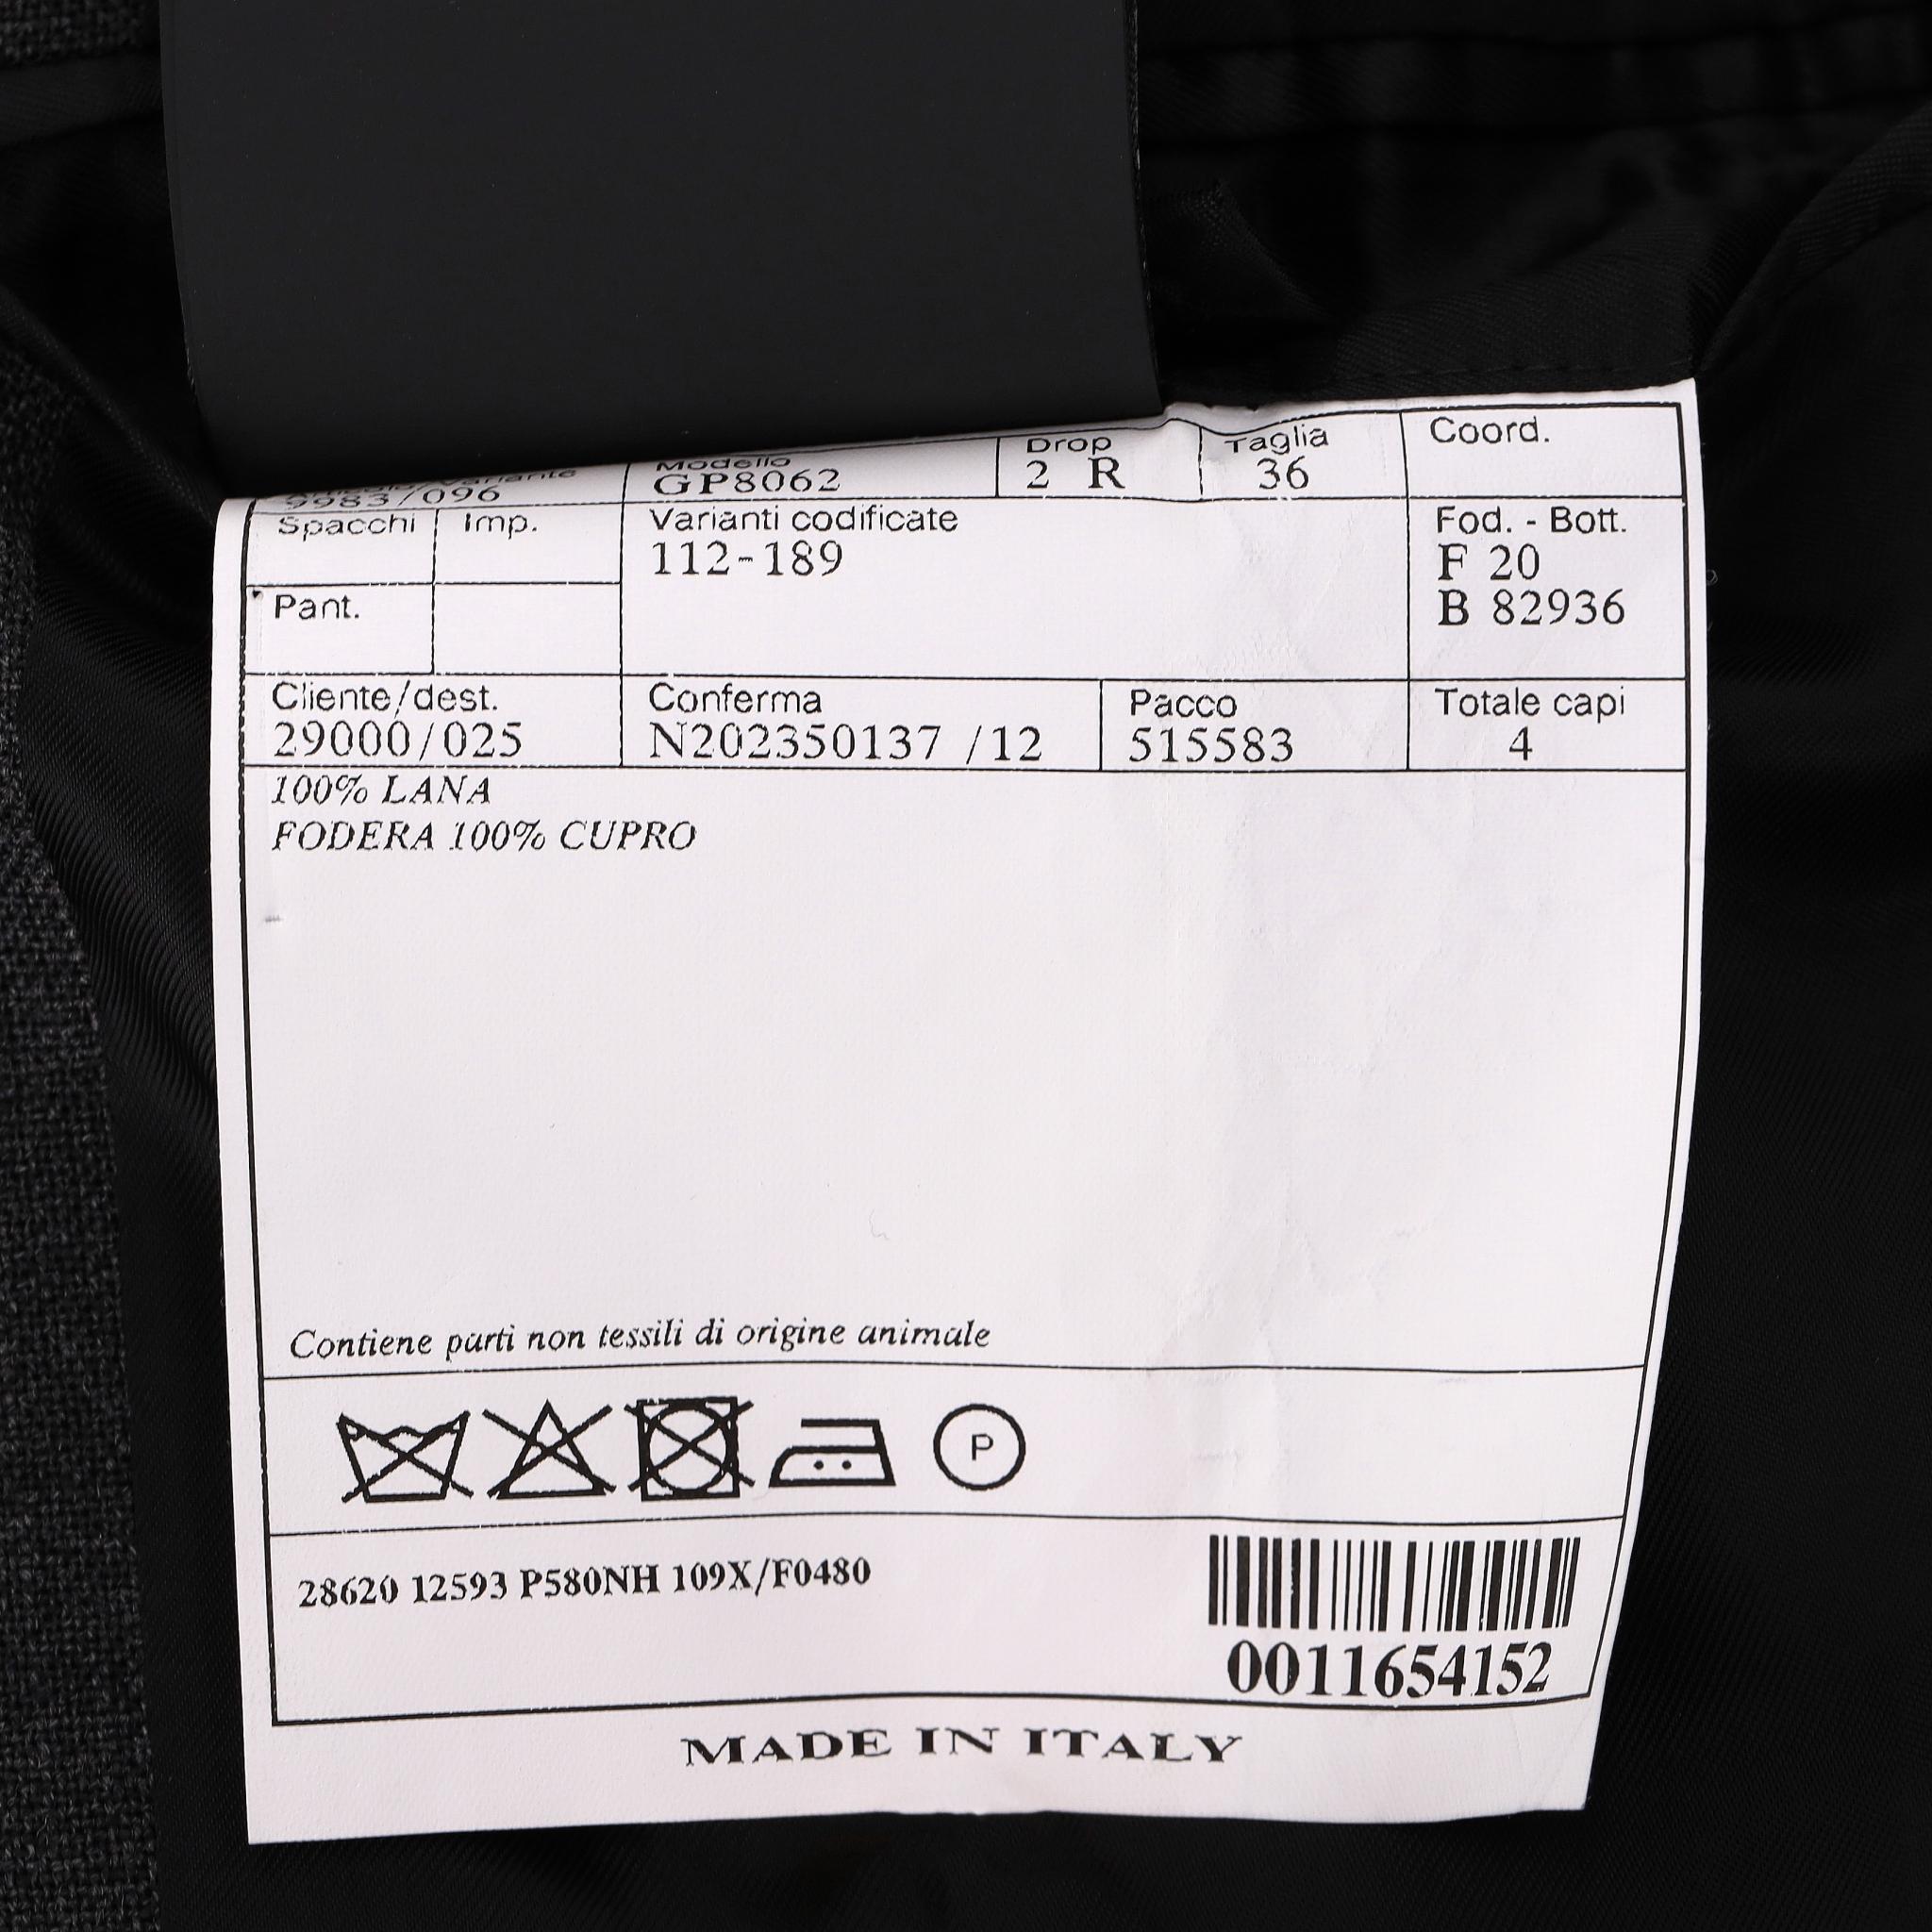 Modello Drop Taglia Coord.
9983/096 GP8062 2 R 36
Spacchi Imp. Varianti codificate Fod. - Bott.
112-189 F 20
Pant. B 82936
Cliente/dest. Conferma Pacco Totale capi
29000/025 N202350137 /12 515583 4
100% LANA
FODERA 100% CUPRO
Contiene parti non tessili di origine animale
P
28620 12593 P580NH 109X/F0480
0011654152
MADE IN ITALY